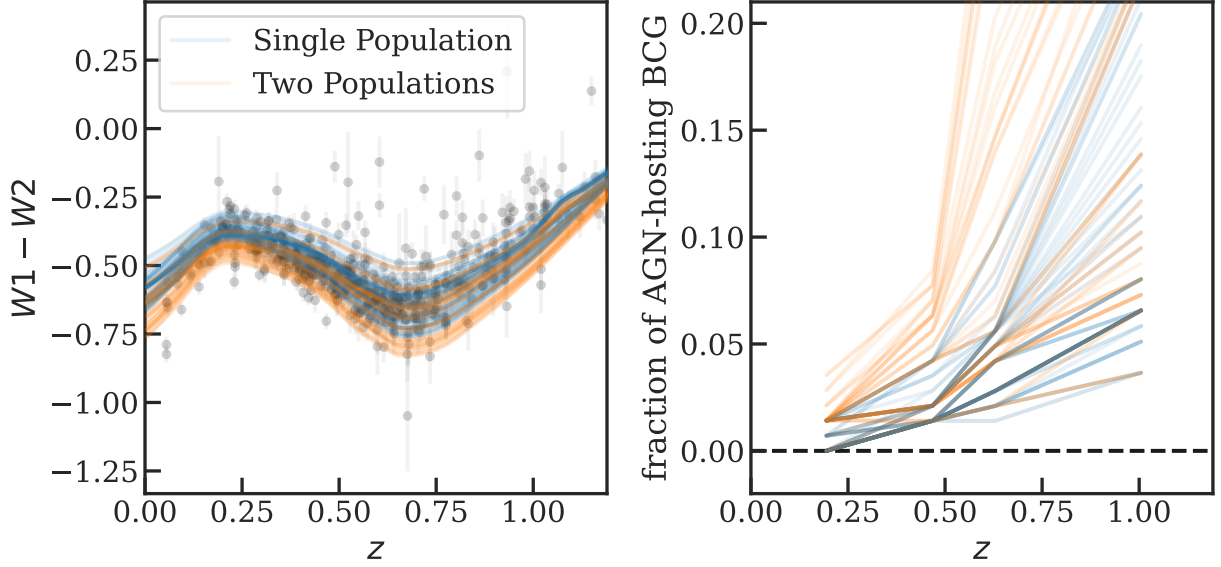 Single Population
Two Populations
W1 − W2
0.25
0.00
−0.25
−0.50
−0.75
−1.00
−1.25
0.00 0.25 0.50 0.75 1.00
z
fraction of AGN-hosting BCG
0.20
0.15
0.10
0.05
0.00
0.00 0.25 0.50 0.75 1.00
z